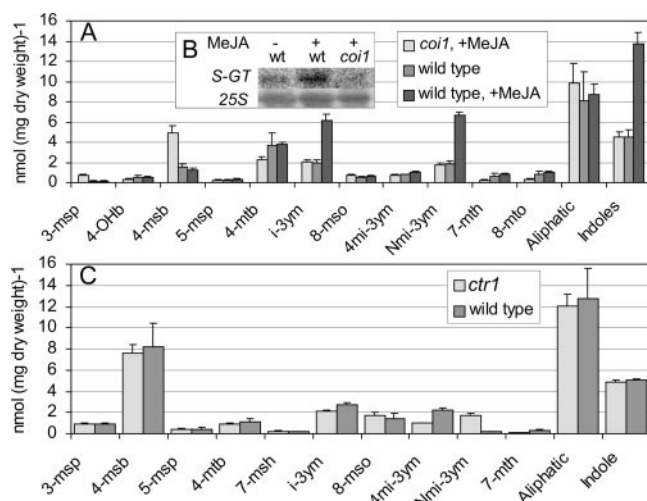 A
B
MeJA - + +
wt wt coi1
S-GT
25S
coi1, +MeJA
wild type
wild type, +MeJA
nmol (mg dry weight)-1
16
14
12
10
8
6
4
2
0
3-msp 4-OHb 4-msb 5-msp 4-mtb i-3ym 8-mso 4mi-3ym Nmi-3ym 7-mth 8-mto Aliphatic Indoles
C
ctr1
wild type
nmol (mg dry weight)-1
16
14
12
10
8
6
4
2
0
3-msp 4-msb 5-msp 4-mtb 7-msh i-3ym 8-mso 4mi-3ym Nmi-3ym 7-mth Aliphatic Indole